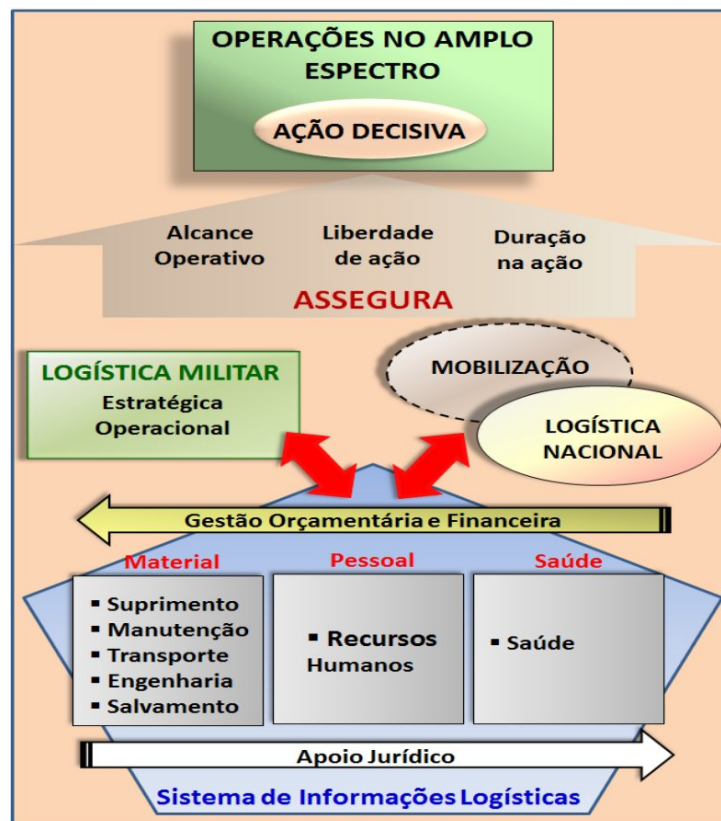 OPERAÇÕES NO AMPLO
ESPECTRO
AÇÃO DECISIVA
Alcance
Operativo
Liberdade
de ação
Duração
na ação
ASSEGURA
LOGÍSTICA MILITAR
Estratégica
Operacional
MOBILIZAÇÃO
LOGÍSTICA
NACIONAL
Gestão Orçamentária e Financeira
Material
▪ Suprimento
▪ Manutenção
▪ Transporte
▪ Engenharia
▪ Salvamento
Pessoal
▪ Recursos
Humanos
Saúde
▪ Saúde
Apoio Jurídico
Sistema de Informações Logísticas